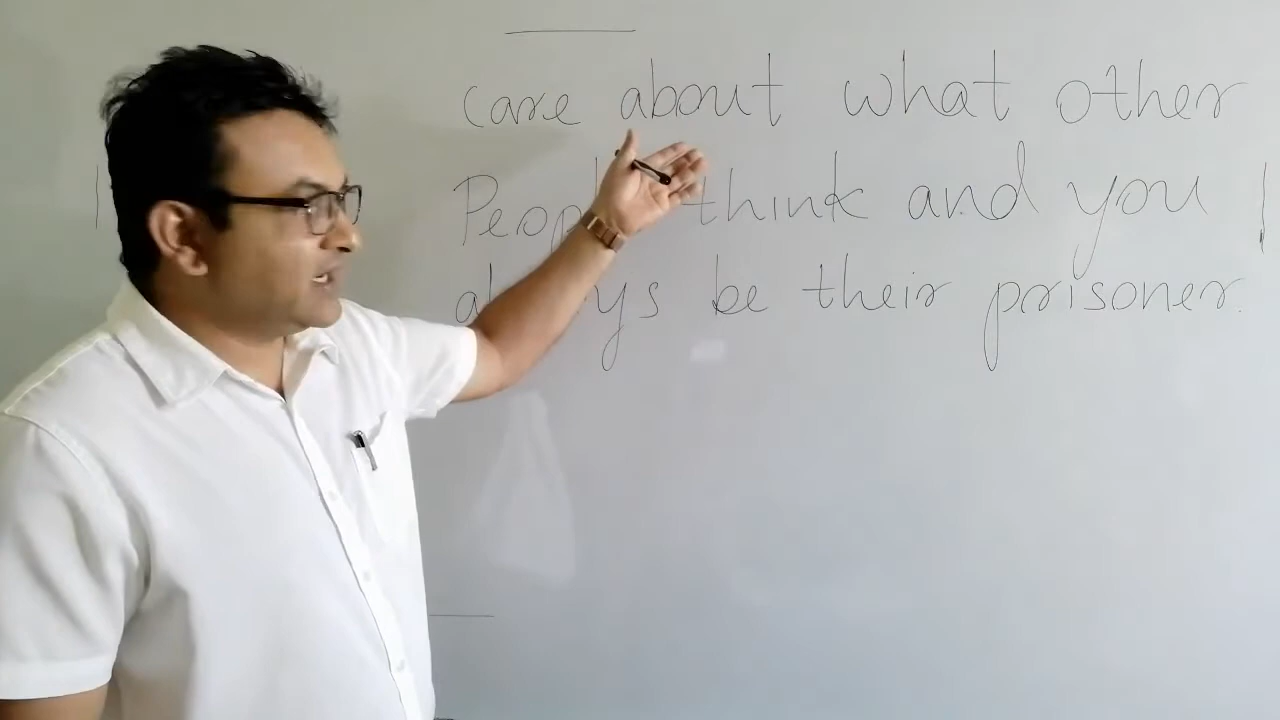 care about what other
think and you
be their prisoner.